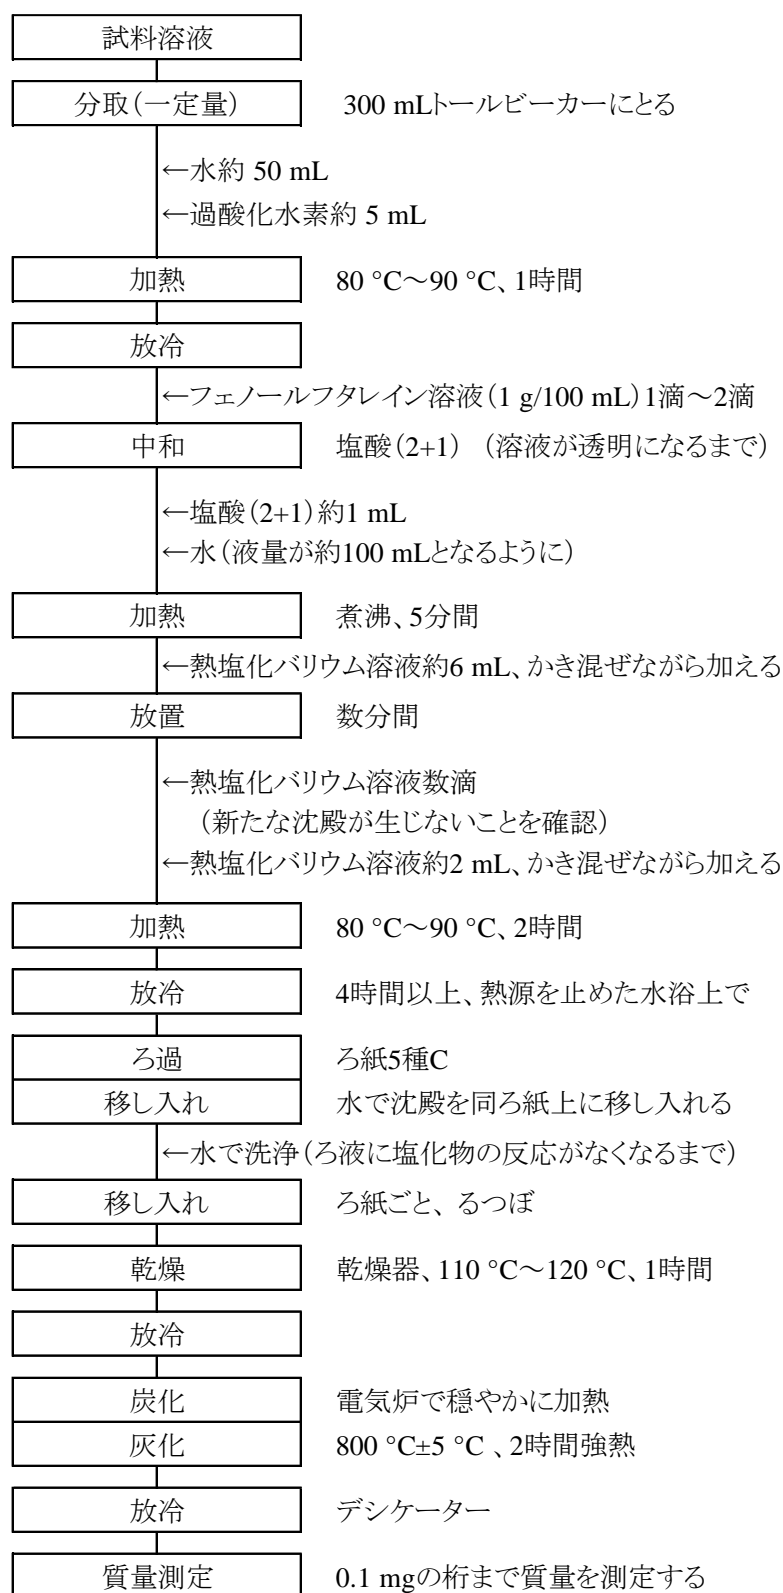 試料溶液
分取(一定量) 300 mLトールビーカーにとる
←水約 50 mL
←過酸化水素約 5 mL
加熱 80 °C～90 °C、1時間
放冷
←フェノールフタレイン溶液(1 g/100 mL)1滴～2滴
中和 塩酸(2+1) (溶液が透明になるまで)
←塩酸(2+1)約1 mL
←水(液量が約100 mLとなるように)
加熱 煮沸、5分間
←熱塩化バリウム溶液約6 mL、かき混ぜながら加える
放置 数分間
←熱塩化バリウム溶液数滴
(新たな沈殿が生じないことを確認)
←熱塩化バリウム溶液約2 mL、かき混ぜながら加える
加熱 80 °C～90 °C、2時間
放冷 4時間以上、熱源を止めた水浴上で
ろ過 ろ紙5種C
移し入れ 水で沈殿を同ろ紙上に移し入れる
←水で洗浄(ろ液に塩化物の反応がなくなるまで)
移し入れ ろ紙ごと、るつぼ
乾燥 乾燥器、110 °C～120 °C、1時間
放冷
炭化 電気炉で穏やかに加熱
灰化 800 °C±5 °C 、2時間強熱
放冷 デシケーター
質量測定 0.1 mgの桁まで質量を測定する